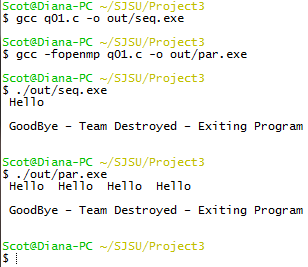 Scot@Diana-PC ~/SJSU/Project3
$ gcc q01.c -o out/seq.exe
Scot@Diana-PC ~/SJSU/Project3
$ gcc -fopenmp q01.c -o out/par.exe
Scot@Diana-PC ~/SJSU/Project3
$ ./out/seq.exe
Hello
GoodBye - Team Destroyed - Exiting Program
Scot@Diana-PC ~/SJSU/Project3
$ ./out/par.exe
Hello  Hello  Hello  Hello
GoodBye - Team Destroyed - Exiting Program
Scot@Diana-PC ~/SJSU/Project3
$